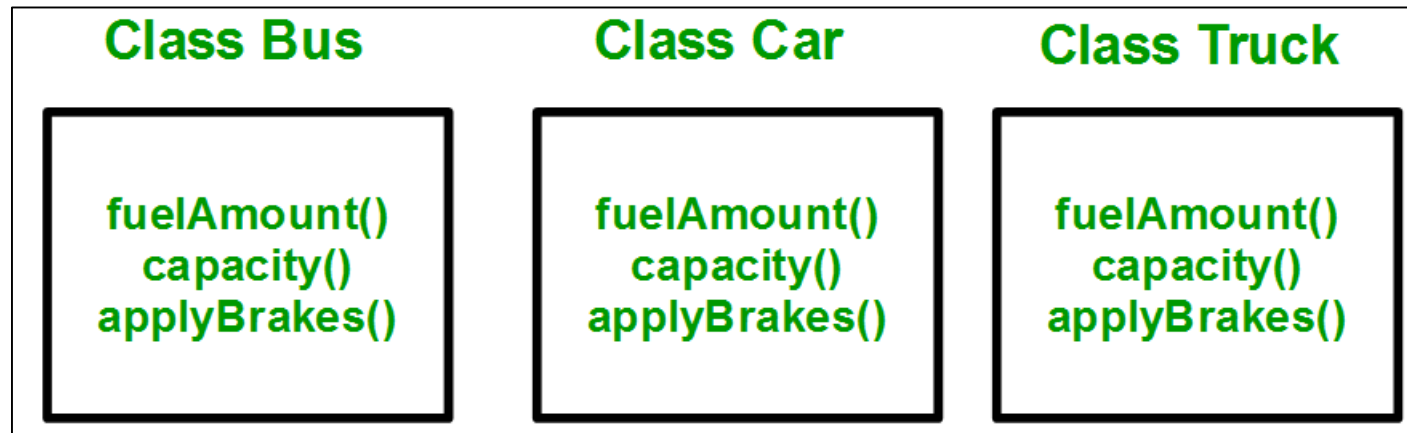 Class Bus
Class Car
Class Truck
fuelAmount()
capacity()
applyBrakes()
fuelAmount()
capacity()
applyBrakes()
fuelAmount()
capacity()
applyBrakes()